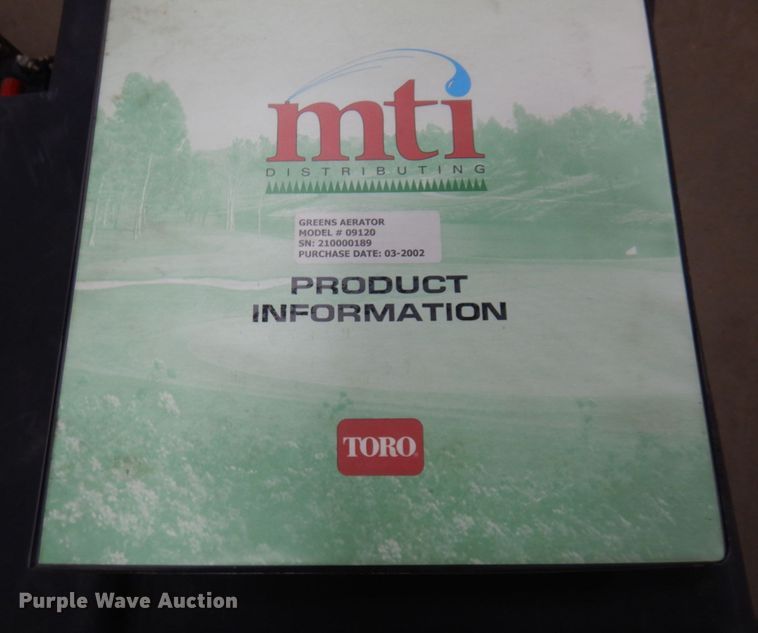 mti
DISTRIBUTING
GREENS AERATOR
MODEL # 09120
SN: 210000189
PURCHASE DATE: 03-2002
PRODUCT
INFORMATION
TORO
Purple Wave Auction